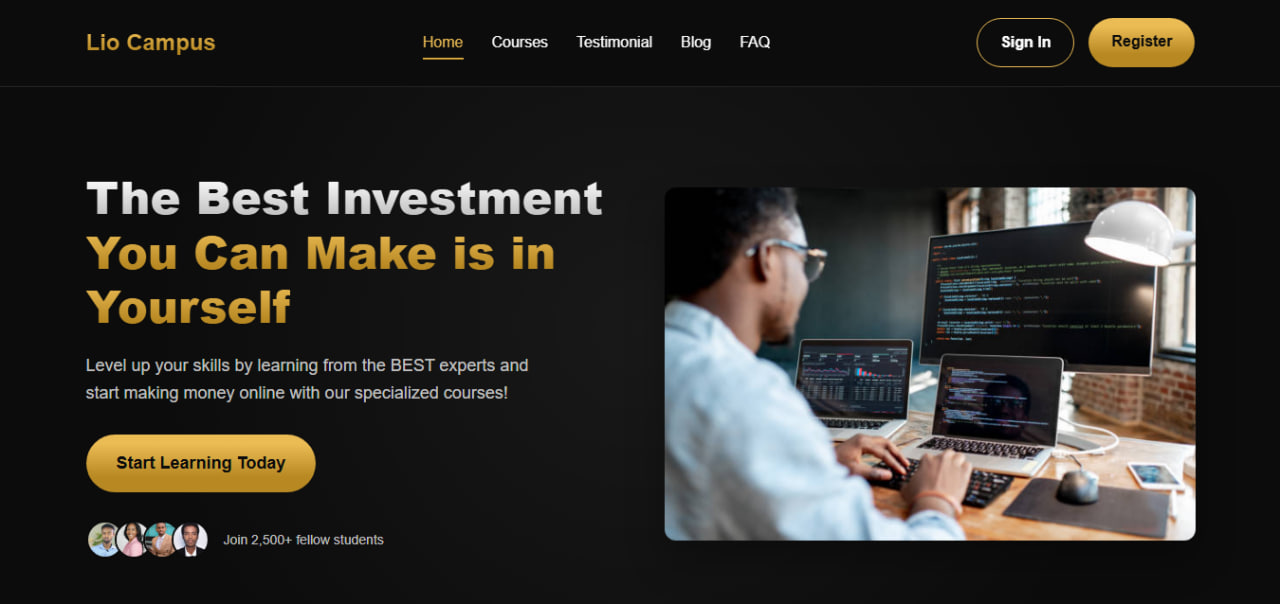 Lio Campus
Home Courses Testimonial Blog FAQ
Sign In
Register
The Best Investment
You Can Make is in
Yourself
Level up your skills by learning from the BEST experts and
start making money online with our specialized courses!
Start Learning Today
Join 2,500+ fellow students